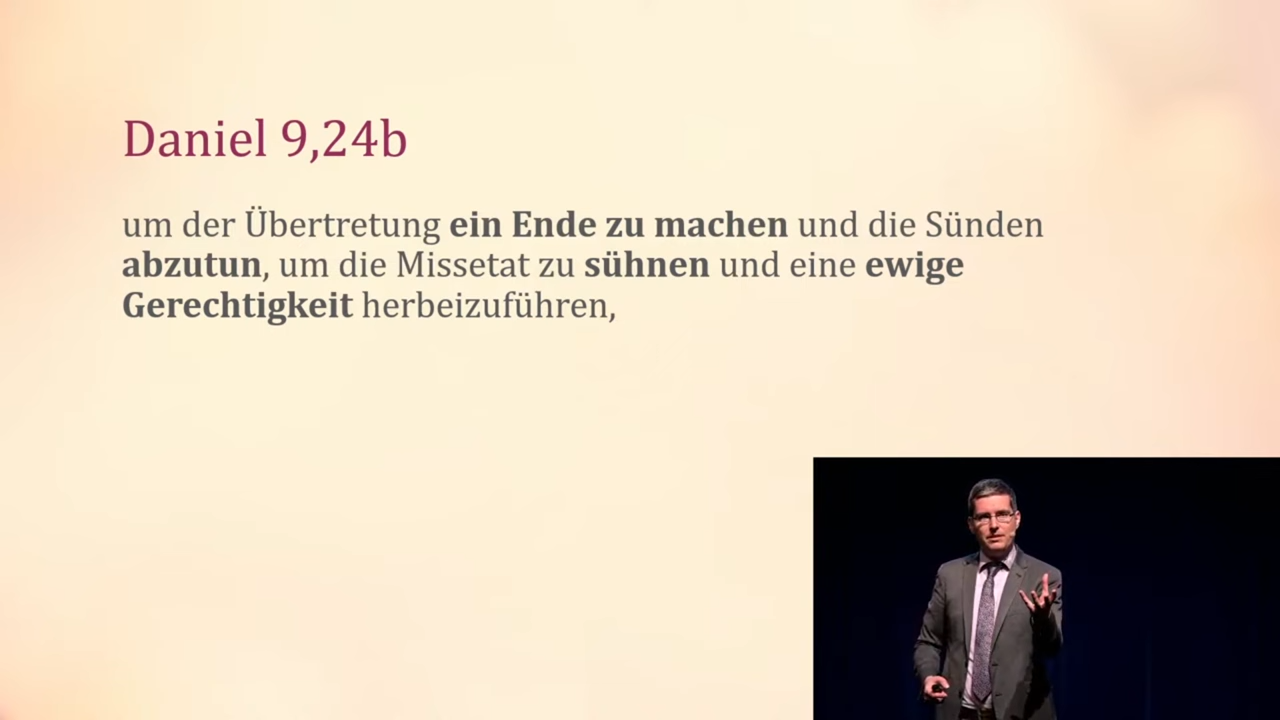 Daniel 9,24b
um der Übertretung ein Ende zu machen und die Sünden
abzutun, um die Missetat zu sühnen und eine ewige
Gerechtigkeit herbeizuführen,